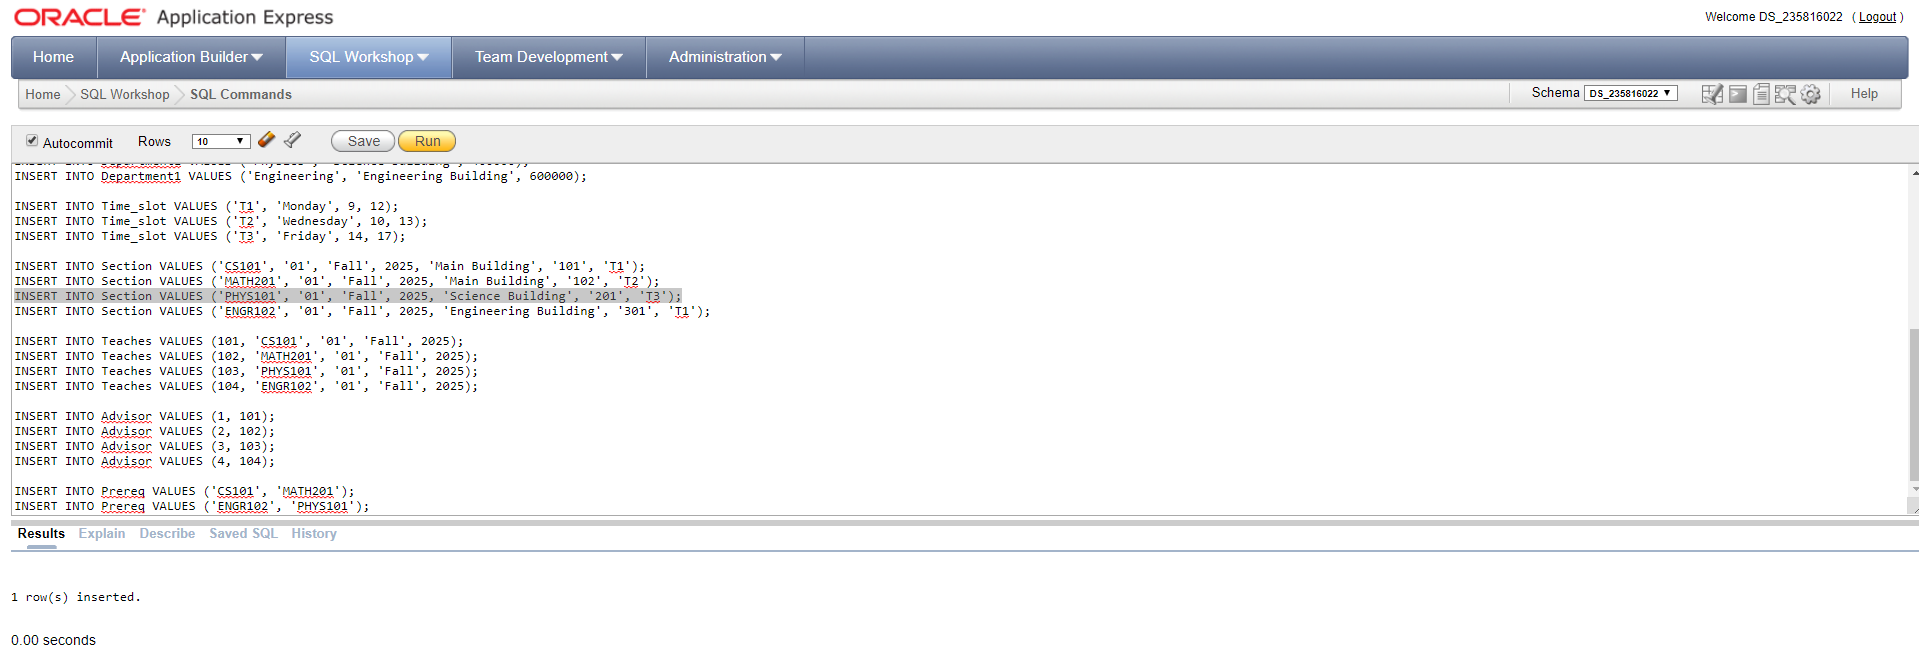 ORACLE Application Express
Welcome DS_235816022 ( Logout )
Home Application Builder SQL Workshop Team Development Administration
Home SQL Workshop SQL Commands Schema DS_235816022 Help
Autocommit Rows 10 Save Run
INSERT INTO Department1 VALUES ('Engineering', 'Engineering Building', 600000);
INSERT INTO Time_slot VALUES ('T1', 'Monday', 9, 12);
INSERT INTO Time_slot VALUES ('T2', 'Wednesday', 10, 13);
INSERT INTO Time_slot VALUES ('T3', 'Friday', 14, 17);
INSERT INTO Section VALUES ('CS101', '01', 'Fall', 2025, 'Main Building', '101', 'T1');
INSERT INTO Section VALUES ('MATH201', '01', 'Fall', 2025, 'Main Building', '102', 'T2');
INSERT INTO Section VALUES ('PHYS101', '01', 'Fall', 2025, 'Science Building', '201', 'T3');
INSERT INTO Section VALUES ('ENGR102', '01', 'Fall', 2025, 'Engineering Building', '301', 'T1');
INSERT INTO Teaches VALUES (101, 'CS101', '01', 'Fall', 2025);
INSERT INTO Teaches VALUES (102, 'MATH201', '01', 'Fall', 2025);
INSERT INTO Teaches VALUES (103, 'PHYS101', '01', 'Fall', 2025);
INSERT INTO Teaches VALUES (104, 'ENGR102', '01', 'Fall', 2025);
INSERT INTO Advisor VALUES (1, 101);
INSERT INTO Advisor VALUES (2, 102);
INSERT INTO Advisor VALUES (3, 103);
INSERT INTO Advisor VALUES (4, 104);
INSERT INTO Prereq VALUES ('CS101', 'MATH201');
INSERT INTO Prereq VALUES ('ENGR102', 'PHYS101');
Results Explain Describe Saved SQL History
1 row(s) inserted.
0.00 seconds